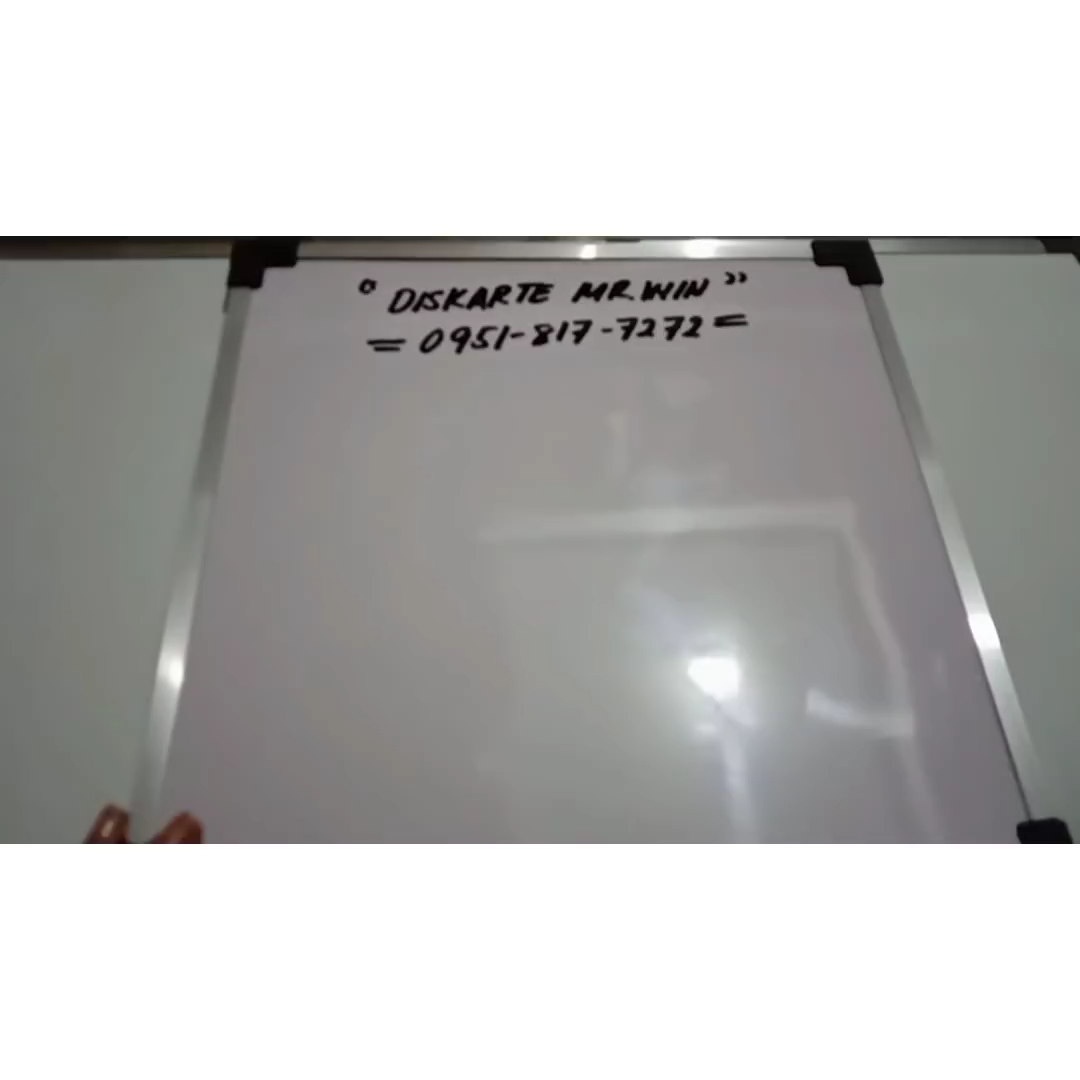 "DISKARTE MR. WIN"
= 0951-817-7272 =